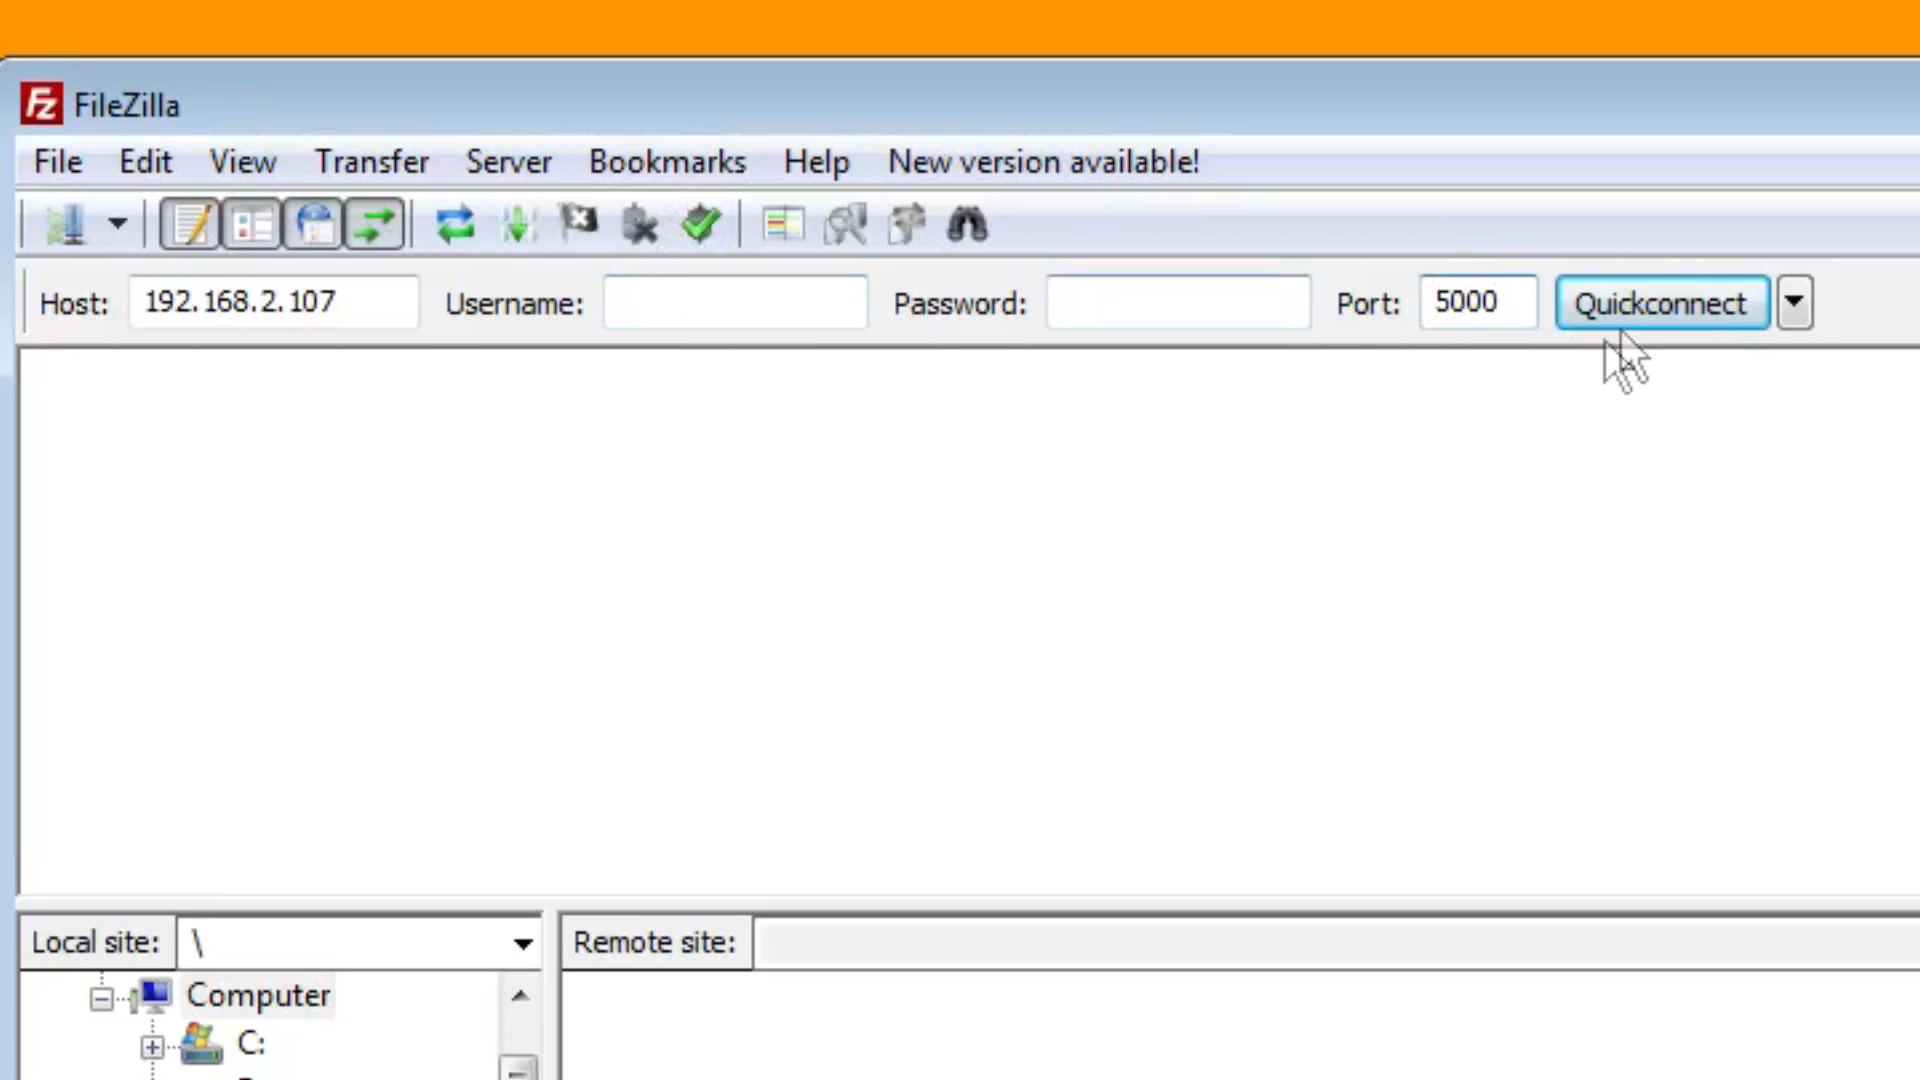 FileZilla
File Edit View Transfer Server Bookmarks Help New version available!
Host: 192.168.2.107 Username: Password: Port: 5000 Quickconnect
Local site: \ Remote site:
Computer
C: